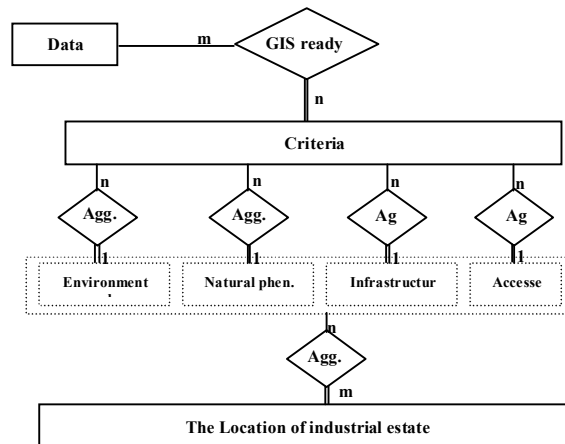 Data
m
GIS ready
n
Criteria
n n n n
Agg. Agg. Ag Ag
1 1 1 1
Environment Natural phen. Infrastructur Accesse
n
Agg.
m
The Location of industrial estate